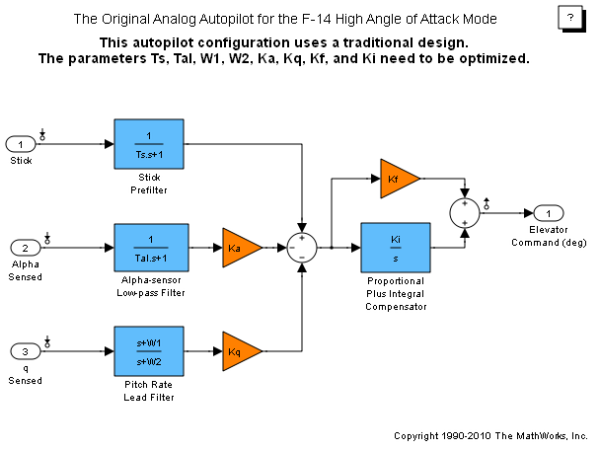 The Original Analog Autopilot for the F-14 High Angle of Attack Mode
?
This autopilot configuration uses a traditional design.
The parameters Ts, Tal, W1, W2, Ka, Kq, Kf, and Ki need to be optimized.
1
Stick
1
Ts.s+1
Stick
Prefilter
Kf
+
+
1
Elevator
Command (deg)
2
Alpha
Sensed
1
Tal.s+1
Alpha-sensor
Low-pass Filter
Ka
+
−
−
Ki
s
Proportional
Plus Integral
Compensator
3
q
Sensed
s+W1
s+W2
Pitch Rate
Lead Filter
Kq
Copyright 1990-2010 The MathWorks, Inc.